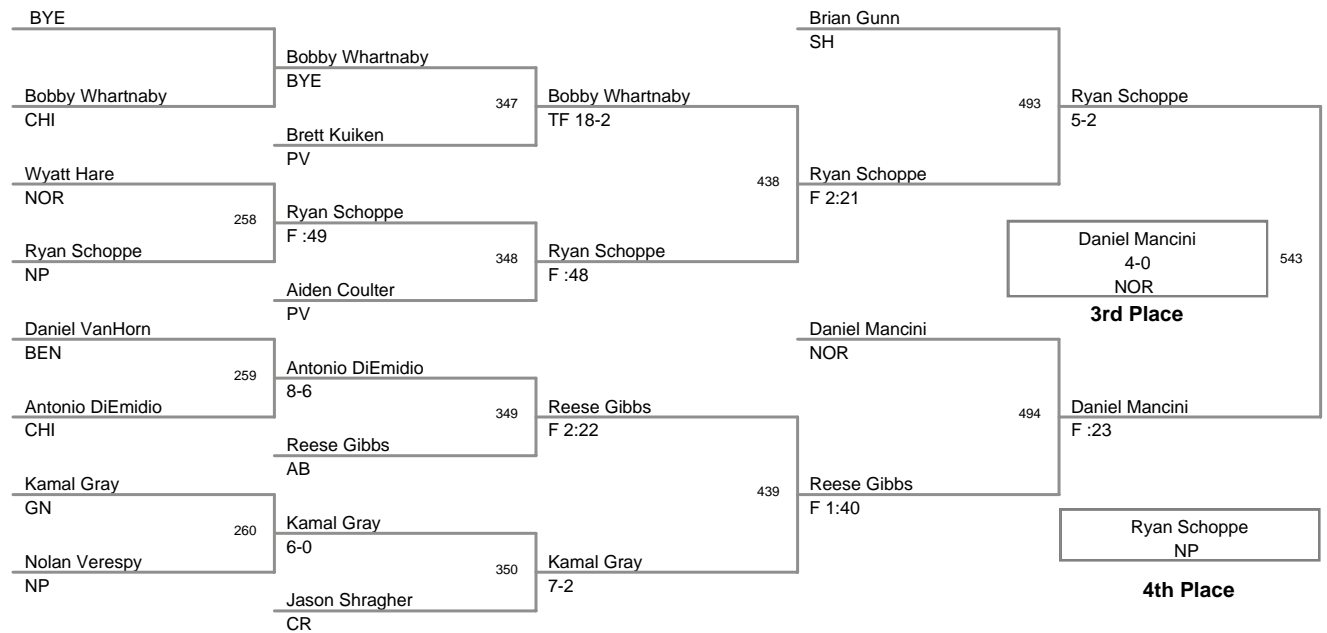 BYE
Bobby Whartnaby
CHI
Wyatt Hare
NOR
258
Ryan Schoppe
NP
Daniel VanHorn
BEN
259
Antonio DiEmidio
CHI
Kamal Gray
GN
260
Nolan Verespy
NP
Bobby Whartnaby
BYE
347
Brett Kuiken
PV
Ryan Schoppe
F :49
348
Aiden Coulter
PV
Antonio DiEmidio
8-6
349
Reese Gibbs
AB
Kamal Gray
6-0
350
Jason Shragher
CR
Bobby Whartnaby
TF 18-2
438
Ryan Schoppe
F :48
Reese Gibbs
F 2:22
439
Kamal Gray
7-2
Brian Gunn
SH
493
Ryan Schoppe
F 2:21
Daniel Mancini
NOR
494
Reese Gibbs
F 1:40
Ryan Schoppe
5-2
Daniel Mancini
4-0
NOR
543
3rd Place
Daniel Mancini
F :23
Ryan Schoppe
NP
4th Place